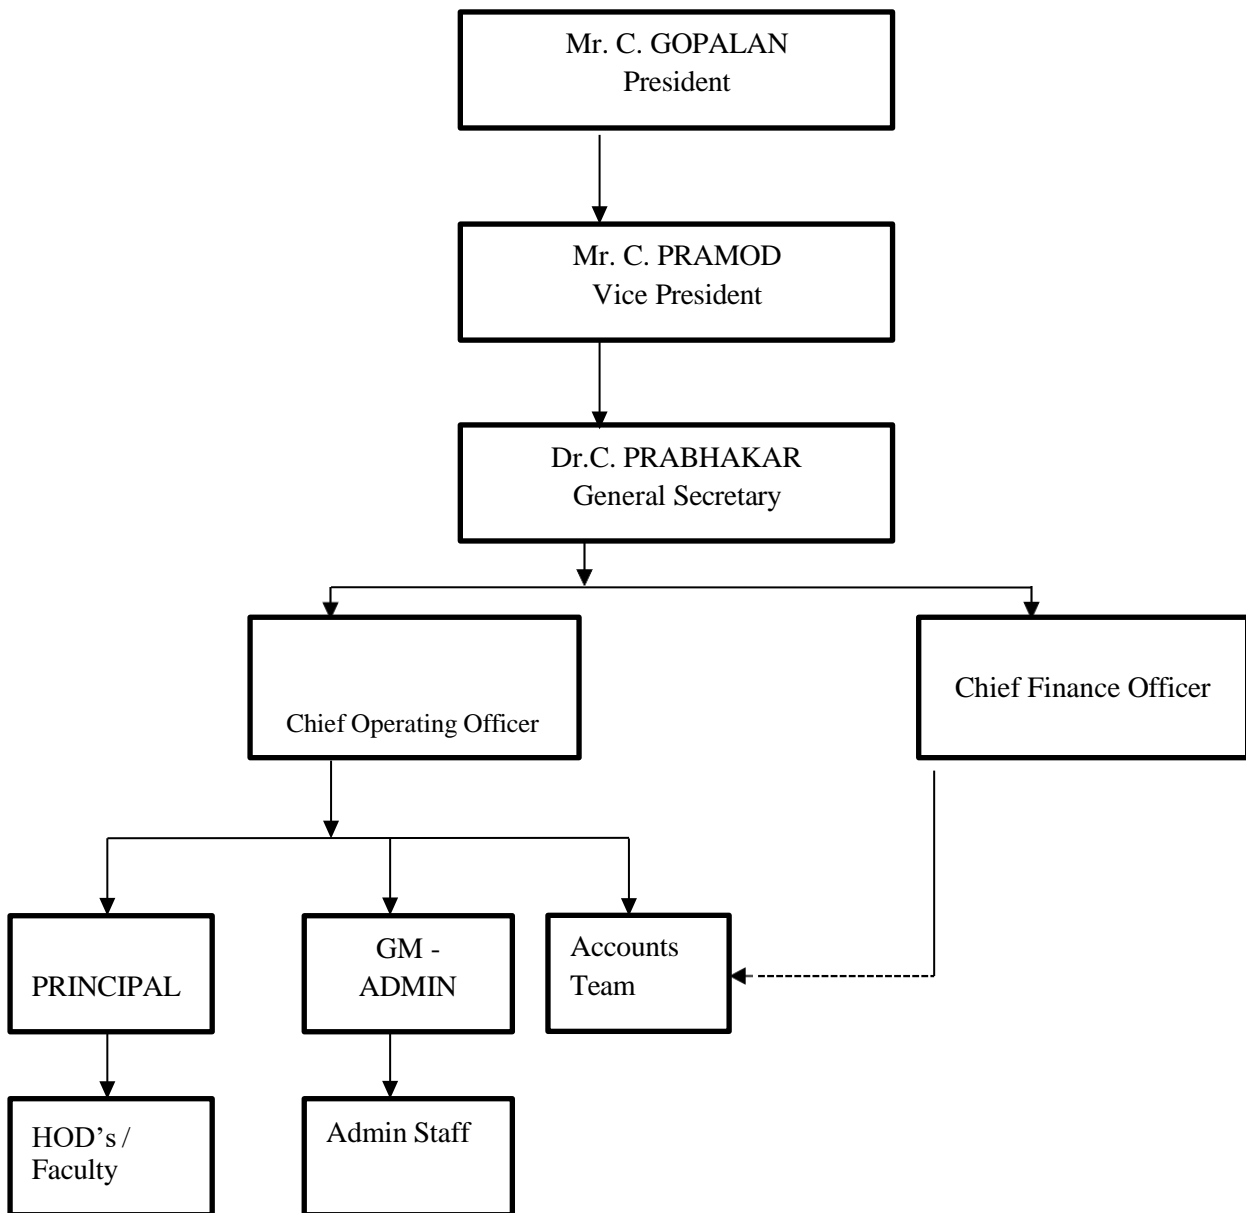 Mr. C. GOPALAN
President
Mr. C. PRAMOD
Vice President
Dr.C. PRABHAKAR
General Secretary
Chief Operating Officer
Chief Finance Officer
PRINCIPAL
GM -
ADMIN
Accounts
Team
HOD’s /
Faculty
Admin Staff